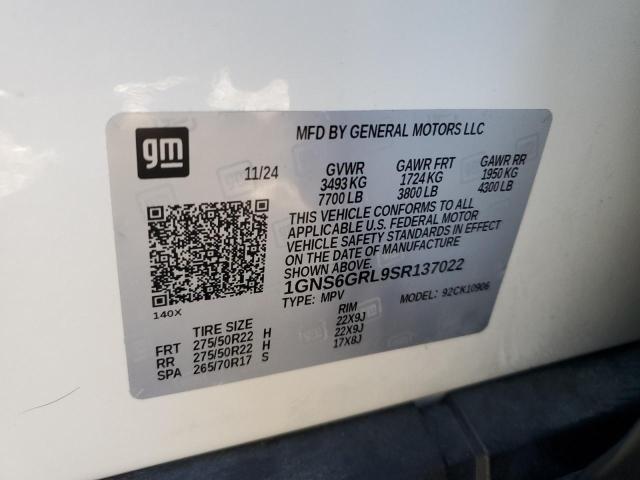 gm
MFD BY GENERAL MOTORS LLC
11/24 GVWR GAWR FRT GAWR RR
3493 KG 1724 KG 1950 KG
7700 LB 3800 LB 4300 LB
THIS VEHICLE CONFORMS TO ALL
APPLICABLE U.S. FEDERAL MOTOR
VEHICLE SAFETY STANDARDS IN EFFECT
ON THE DATE OF MANUFACTURE
SHOWN ABOVE.
1GNS6GRL9SR137022
TYPE: MPV MODEL: 92CK10906
140X
TIRE SIZE RIM
FRT 275/50R22 H 22X9J
RR 275/50R22 H 22X9J
SPA 265/70R17 S 17X8J